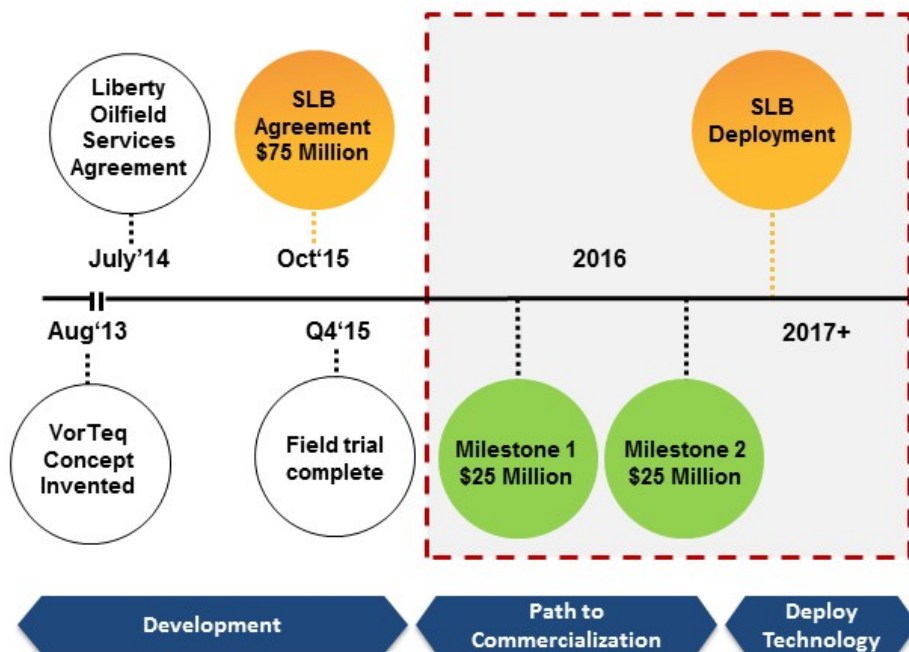 Liberty
Oilfield
Services
Agreement
SLB
Agreement
$75 Million
SLB
Deployment
July’14
Oct‘15
2016
Aug‘13
Q4‘15
2017+
VorTeq
Concept
Invented
Field trial
complete
Milestone 1
$25 Million
Milestone 2
$25 Million
Development
Path to
Commercialization
Deploy
Technology